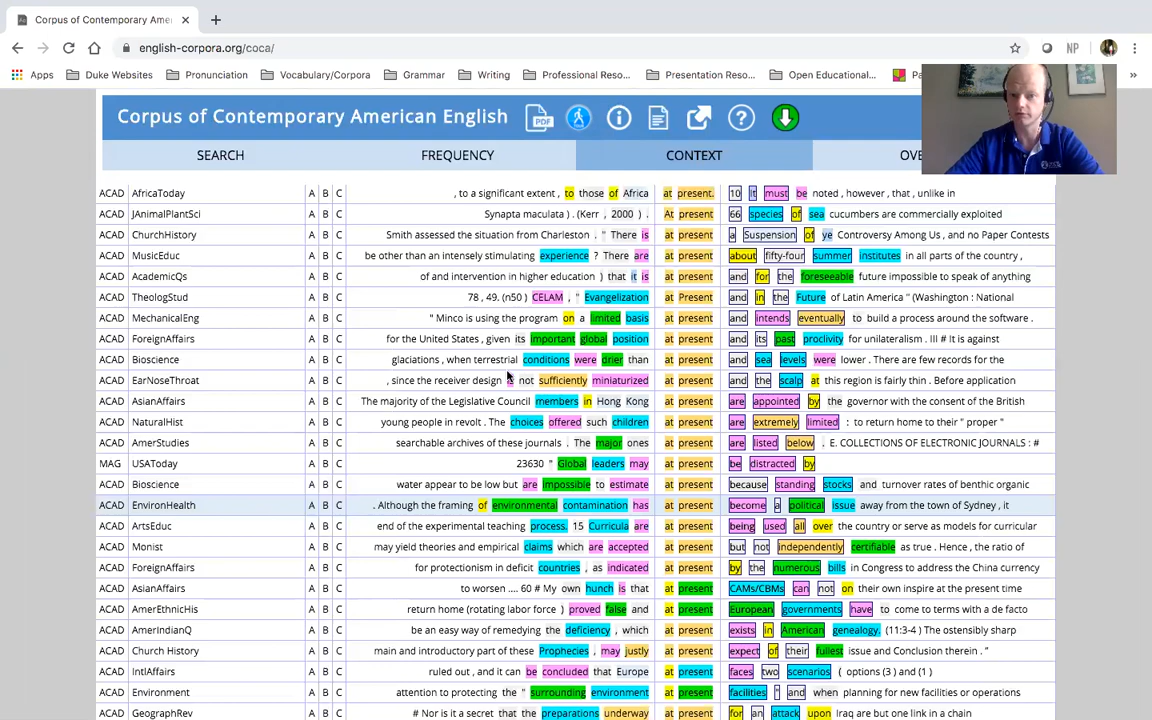 Corpus of Contemporary Amer
english-corpora.org/coca/
NP
Apps Duke Websites Pronunciation Vocabulary/Corpora Grammar Writing Professional Reso... Presentation Reso... Open Educational... »
Corpus of Contemporary American English PDF
SEARCH FREQUENCY CONTEXT OV
ACAD AfricaToday A B C , to a significant extent , to those of Africa at present. 10 It must be noted , however , that , unlike in
ACAD JAnimalPlantSci A B C Synapta maculata ) . (Kerr , 2000 ) . At present 66 species of sea cucumbers are commercially exploited
ACAD ChurchHistory A B C Smith assessed the situation from Charleston . " There is at present a Suspension of ye Controversy Among Us , and no Paper Contests
ACAD MusicEduc A B C be other than an intensely stimulating experience ? There are at present about fifty-four summer institutes in all parts of the country ,
ACAD AcademicQs A B C of and intervention in higher education ) that it is at present and for the foreseeable future impossible to speak of anything
ACAD TheologStud A B C 78 , 49. (n50 ) CELAM , " Evangelization at Present and in the Future of Latin America " (Washington : National
ACAD MechanicalEng A B C " Minco is using the program on a limited basis at present and intends eventually to build a process around the software .
ACAD ForeignAffairs A B C for the United States , given its important global position at present and its past proclivity for unilateralism . III # It is against
ACAD Bioscience A B C glaciations , when terrestrial conditions were drier than at present and sea levels were lower . There are few records for the
ACAD EarNoseThroat A B C , since the receiver design is not sufficiently miniaturized at present and the scalp at this region is fairly thin . Before application
ACAD AsianAffairs A B C The majority of the Legislative Council members in Hong Kong at present are appointed by the governor with the consent of the British
ACAD NaturalHist A B C young people in revolt . The choices offered such children at present are extremely limited : to return home to their " proper "
ACAD AmerStudies A B C searchable archives of these journals . The major ones at present are listed below . E. COLLECTIONS OF ELECTRONIC JOURNALS : #
MAG USAToday A B C 23630 " Global leaders may at present be distracted by
ACAD Bioscience A B C water appear to be low but are impossible to estimate at present because standing stocks and turnover rates of benthic organic
ACAD EnvironHealth A B C . Although the framing of environmental contamination has at present become a political issue away from the town of Sydney , it
ACAD ArtsEduc A B C end of the experimental teaching process. 15 Curricula are at present being used all over the country or serve as models for curricular
ACAD Monist A B C may yield theories and empirical claims which are accepted at present but not independently certifiable as true . Hence , the ratio of
ACAD ForeignAffairs A B C for protectionism in deficit countries , as indicated at present by the numerous bills in Congress to address the China currency
ACAD AsianAffairs A B C to worsen .... 60 # My own hunch is that at present CAMs/CBMs can not on their own inspire at the present time
ACAD AmerEthnicHis A B C return home (rotating labor force ) proved false and at present European governments have to come to terms with a de facto
ACAD AmerIndianQ A B C be an easy way of remedying the deficiency , which at present exists in American genealogy. (11:3-4 ) The ostensibly sharp
ACAD Church History A B C main and introductory part of these Prophecies , may justly at present expect of their fullest issue and Conclusion therein . "
ACAD IntlAffairs A B C ruled out , and it can be concluded that Europe at present faces two scenarios ( options (3 ) and (1 )
ACAD Environment A B C attention to protecting the " surrounding environment at present facilities " and when planning for new facilities or operations
ACAD GeographRev A B C # Nor is it a secret that the preparations underway at present for an attack upon Iraq are but one link in a chain